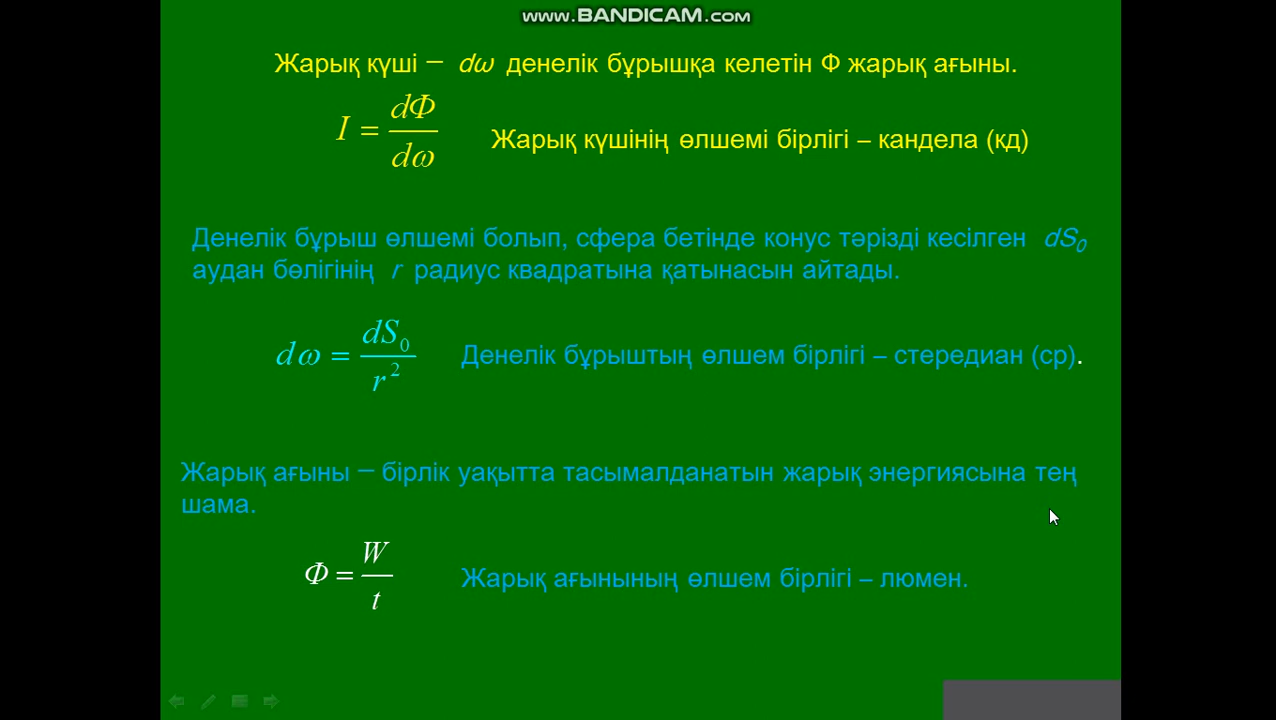 www.BANDICAM.com
Жарық күші – dω денелік бұрышқа келетін Ф жарық ағыны.
I = dФ/dω
Жарық күшінің өлшемі бірлігі – кандела (кд)
Денелік бұрыш өлшемі болып, сфера бетінде конус тәрізді кесілген dS₀
аудан бөлігінің r радиус квадратына қатынасын айтады.
dω = dS₀/r²
Денелік бұрыштың өлшем бірлігі – стередиан (ср).
Жарық ағыны – бірлік уақытта тасымалданатын жарық энергиясына тең
шама.
Ф = W/t
Жарық ағынының өлшем бірлігі – люмен.